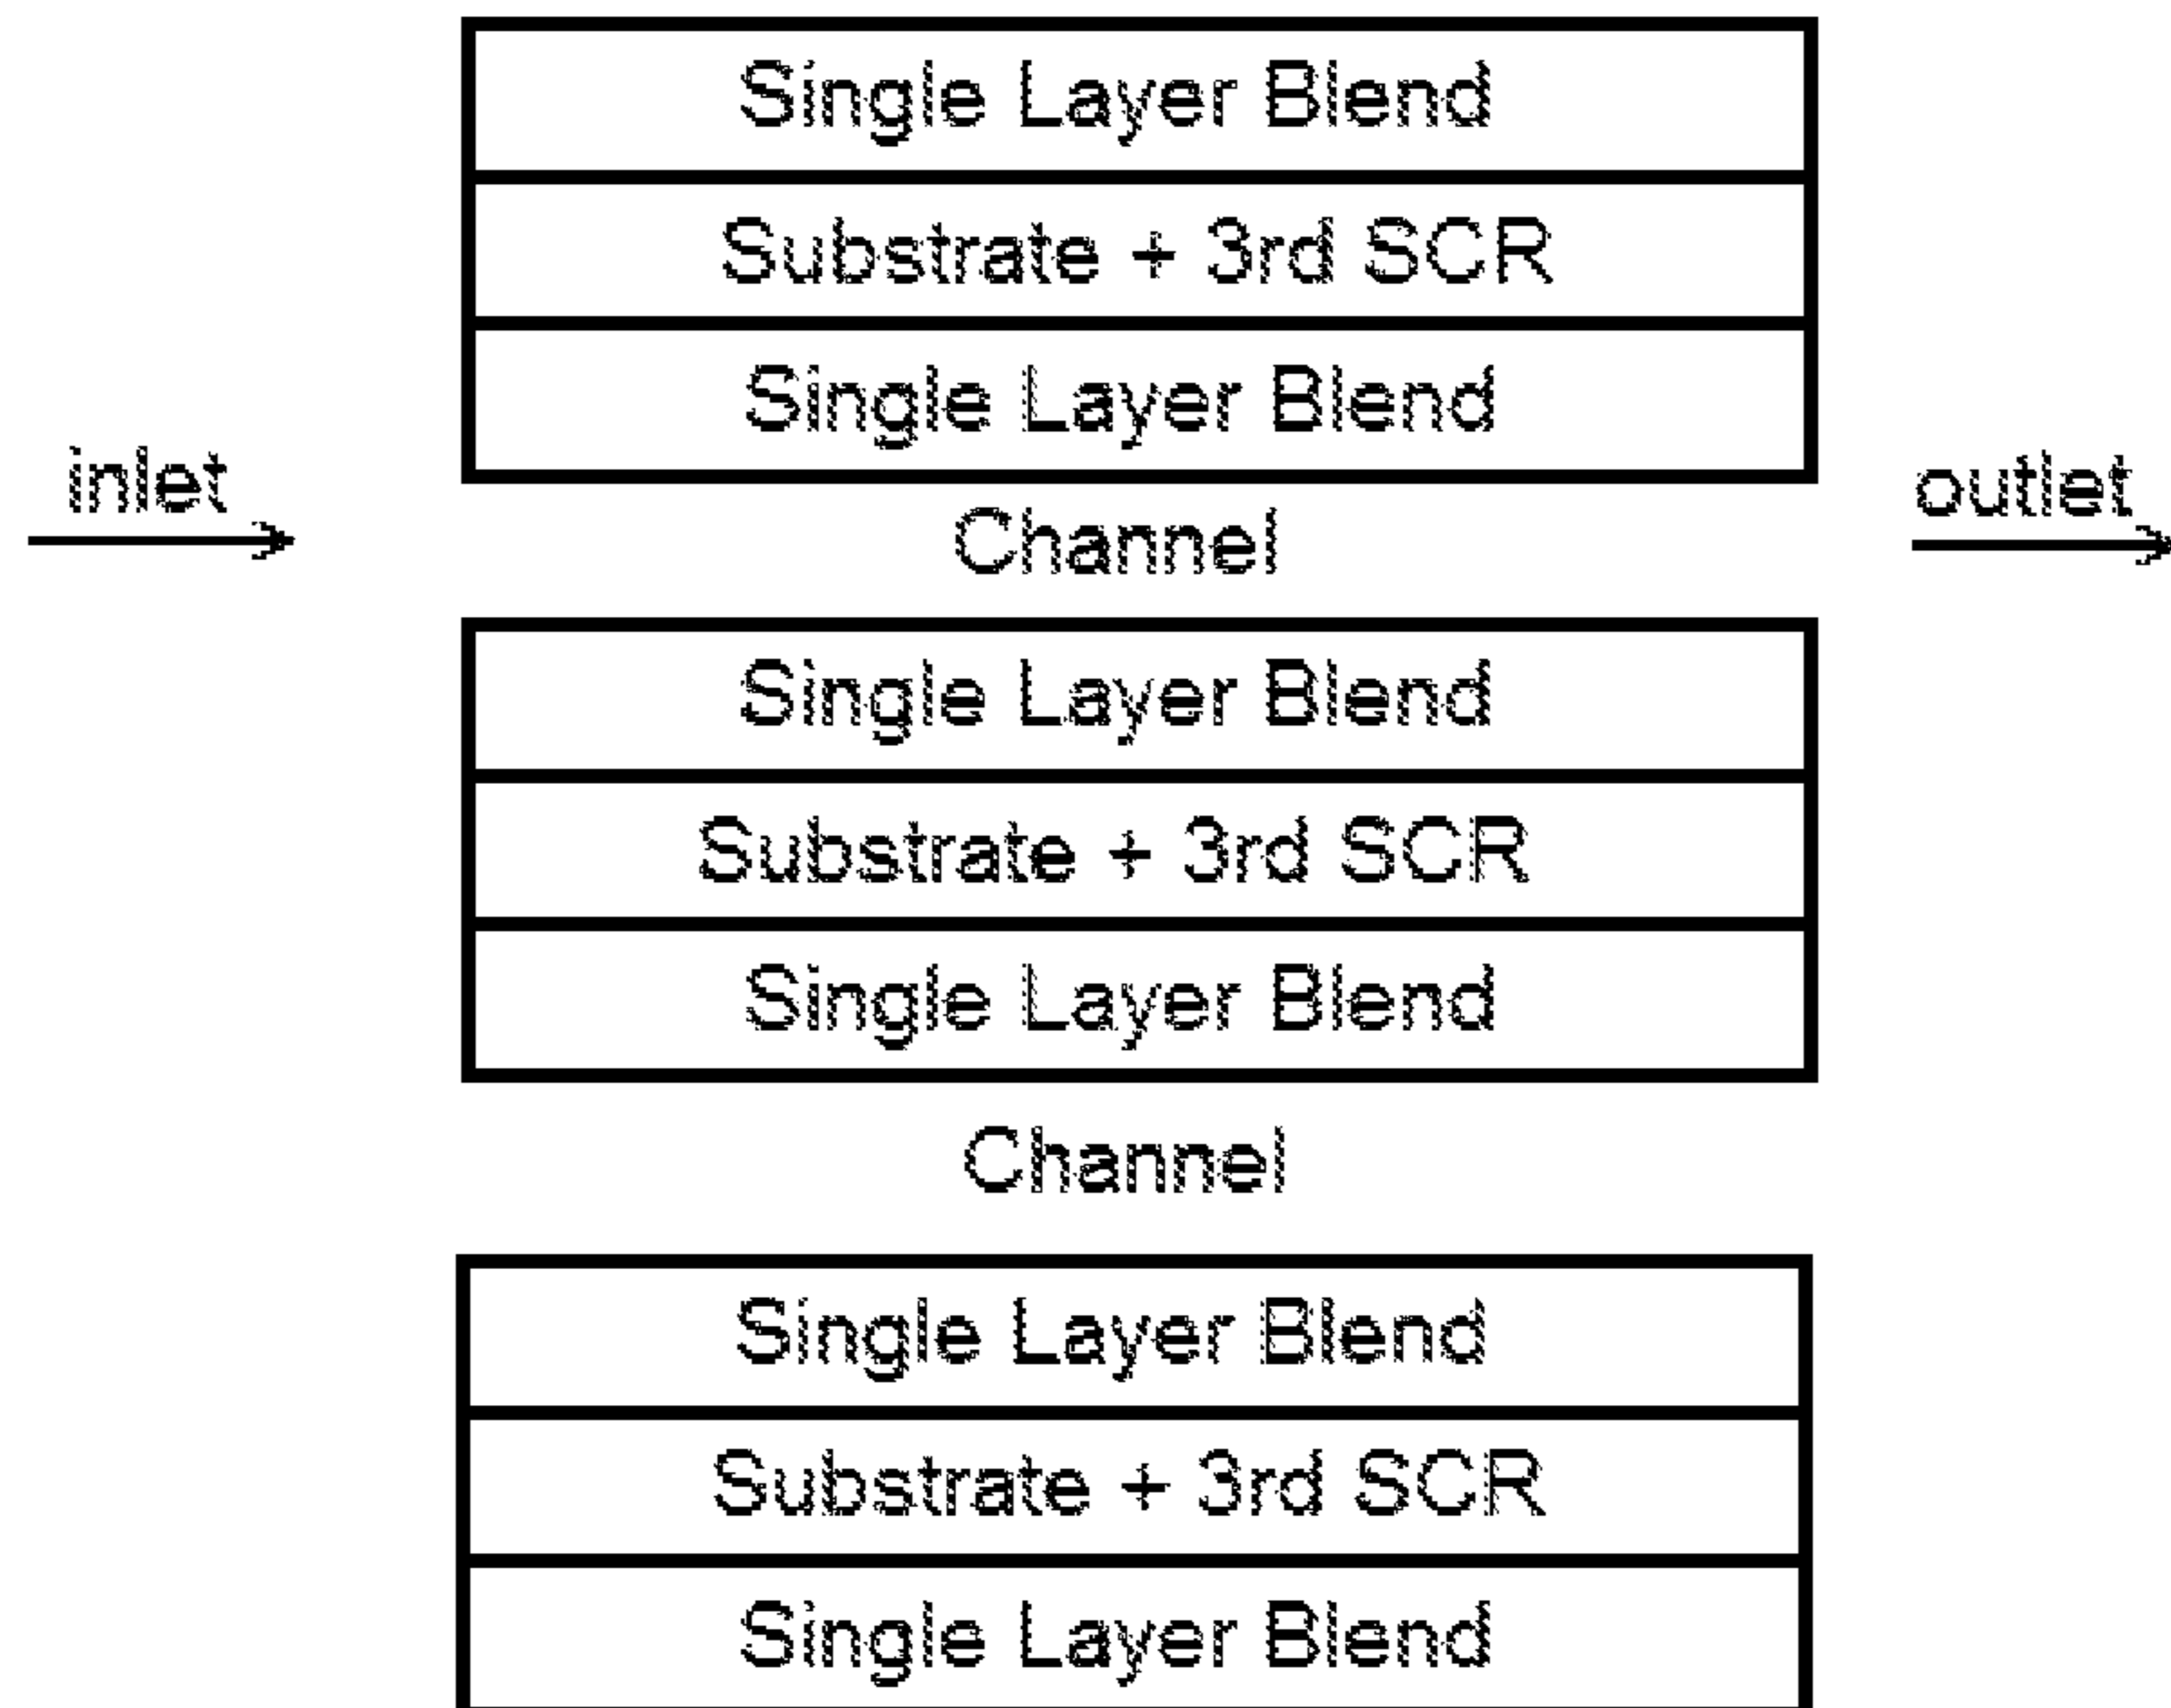 Single Layer Blend
Substrate + 3rd SCR
Single Layer Blend
inlet
outlet
Channel
Single Layer Blend
Substrate + 3rd SCR
Single Layer Blend
Channel
Single Layer Blend
Substrate + 3rd SCR
Single Layer Blend